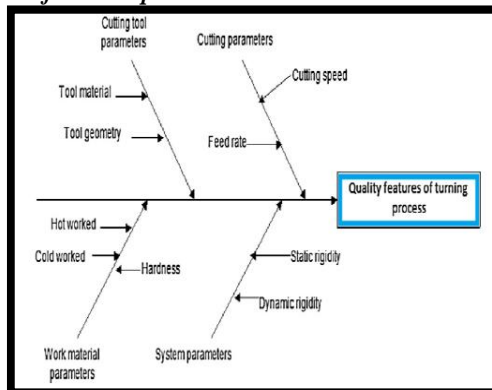 Cutting tool
parameters
Cutting parameters
Cutting speed
Tool material
Tool geometry
Feed rate
Quality features of turning
process
Hot worked
Cold worked
Hardness
Static rigidity
Dynamic rigidity
Work material
parameters
System parameters